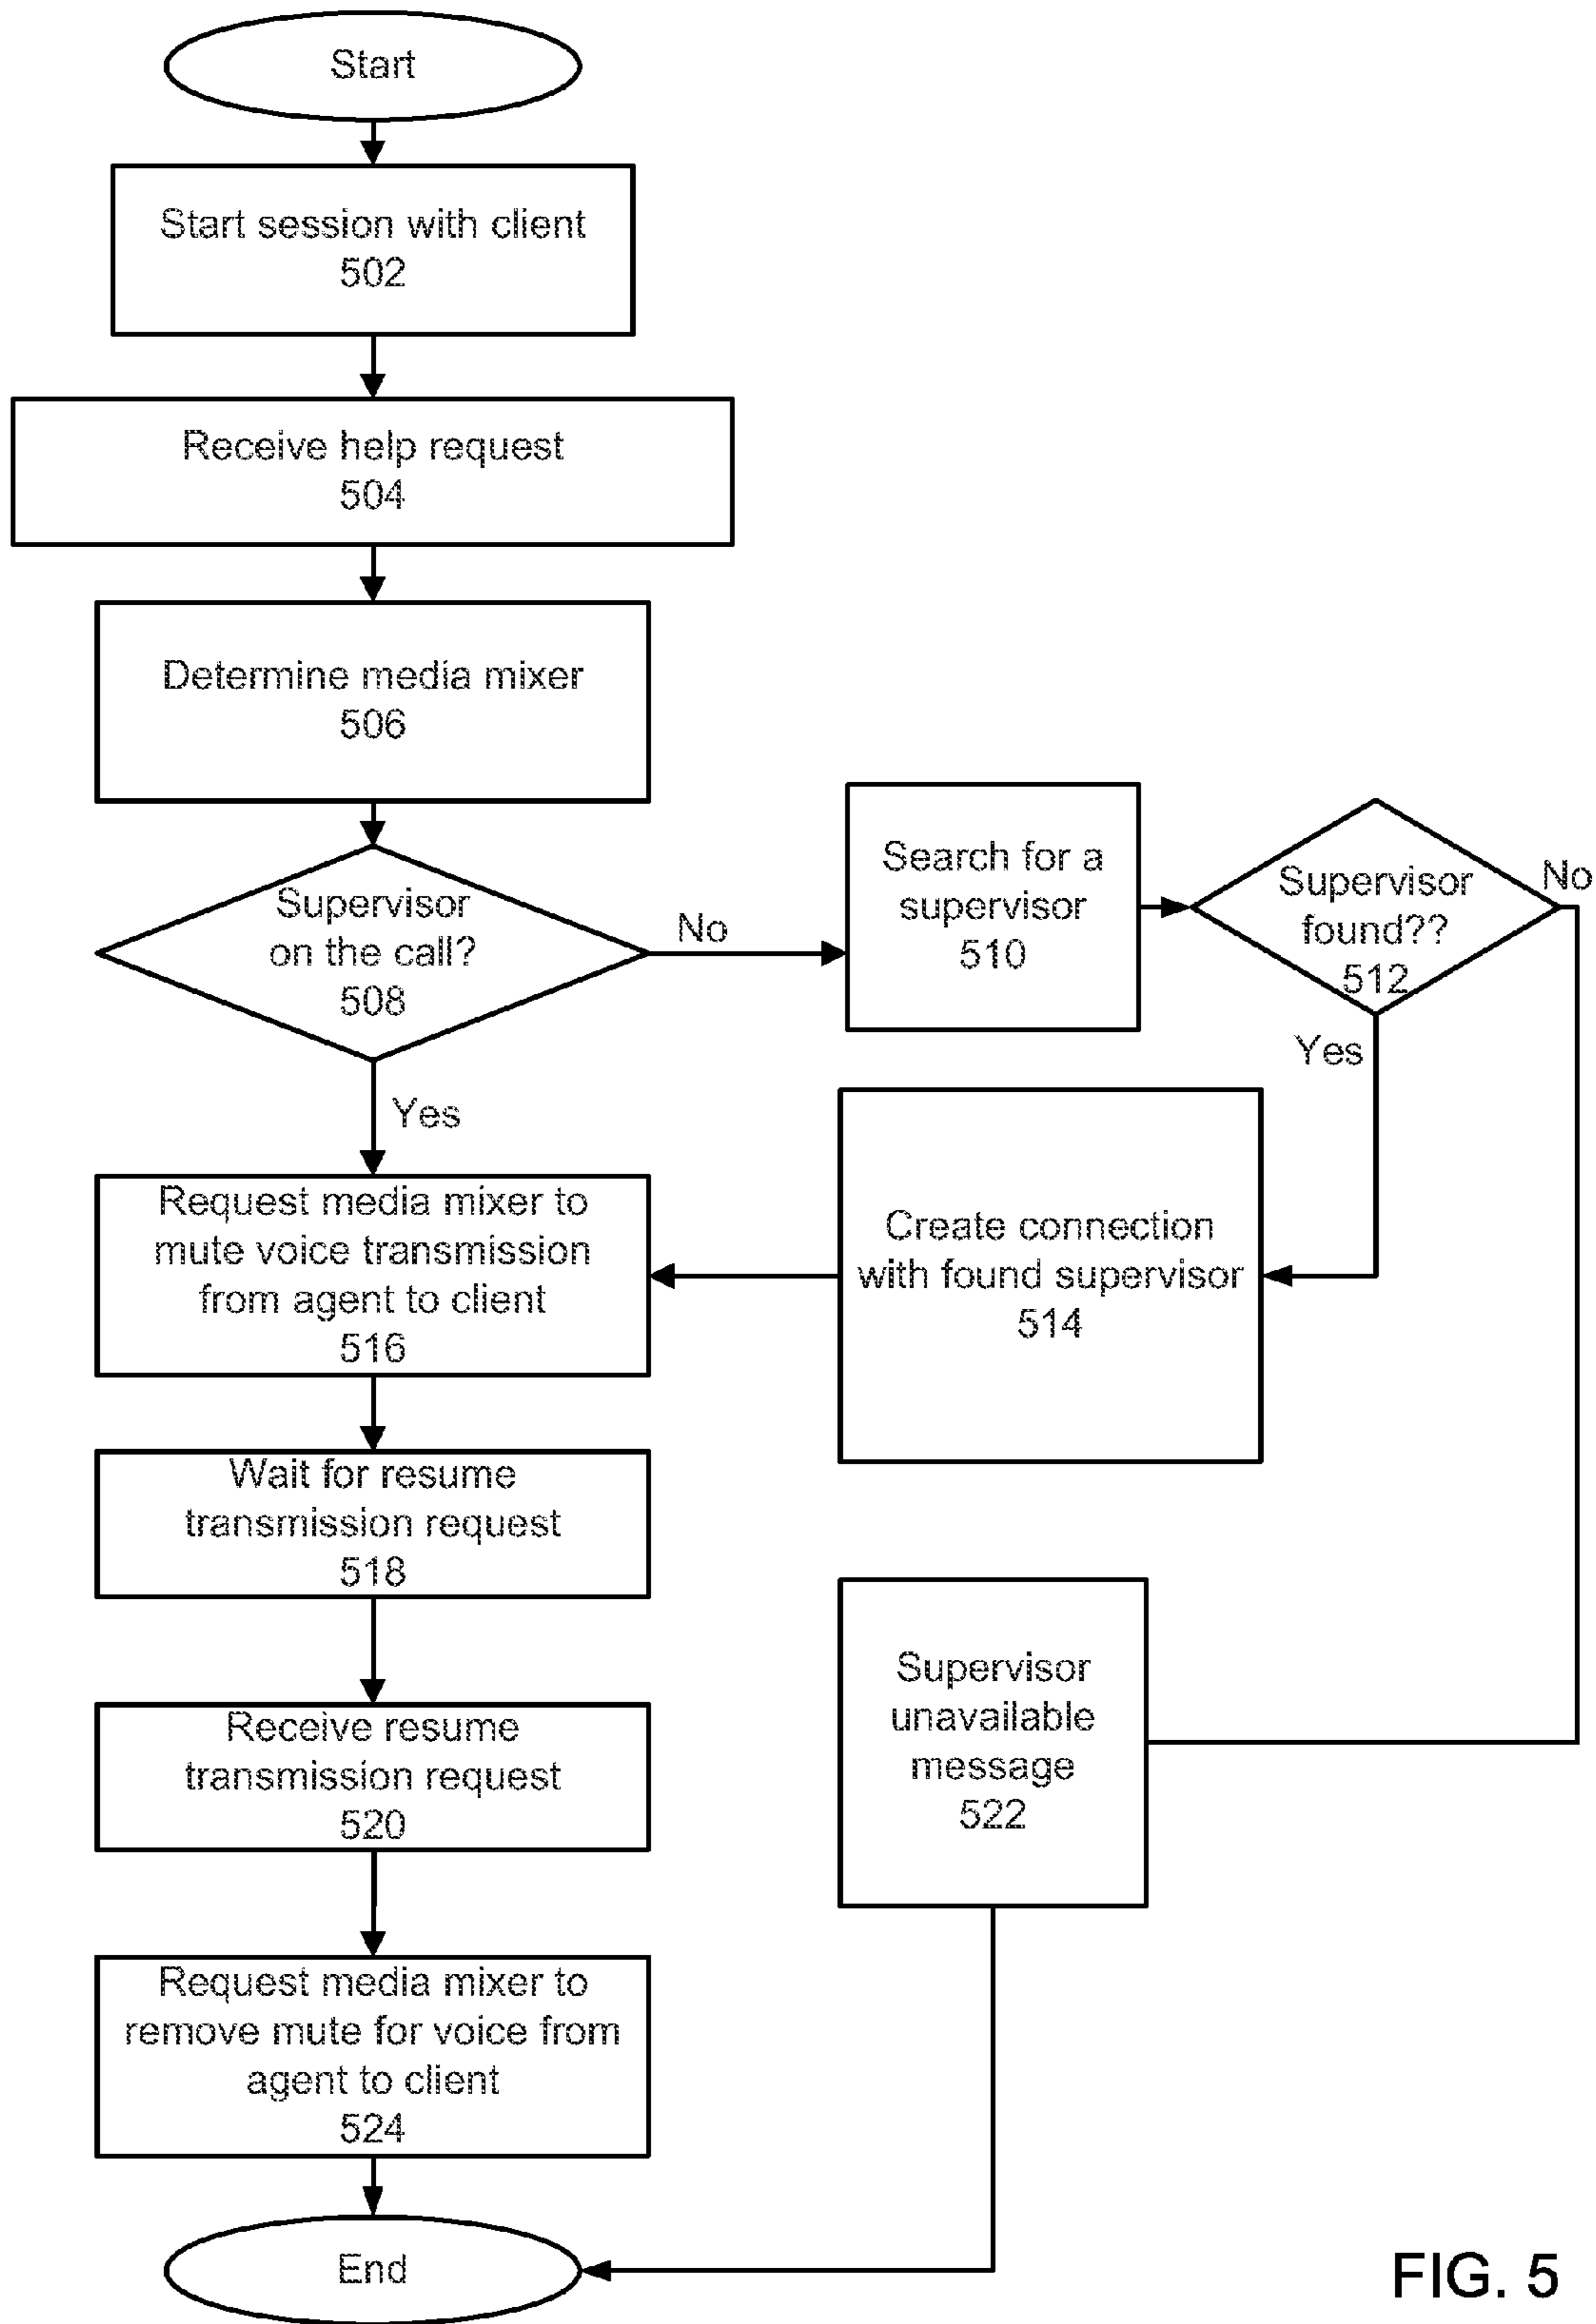 Start
Start session with client
502
Receive help request
504
Determine media mixer
506
Supervisor
on the call?
508
No
Search for a
supervisor
510
Supervisor
found??
512
No
Yes
Yes
Create connection
with found supervisor
514
Request media mixer to
mute voice transmission
from agent to client
516
Wait for resume
transmission request
518
Receive resume
transmission request
520
Supervisor
unavailable
message
522
Request media mixer to
remove mute for voice from
agent to client
524
End
FIG. 5